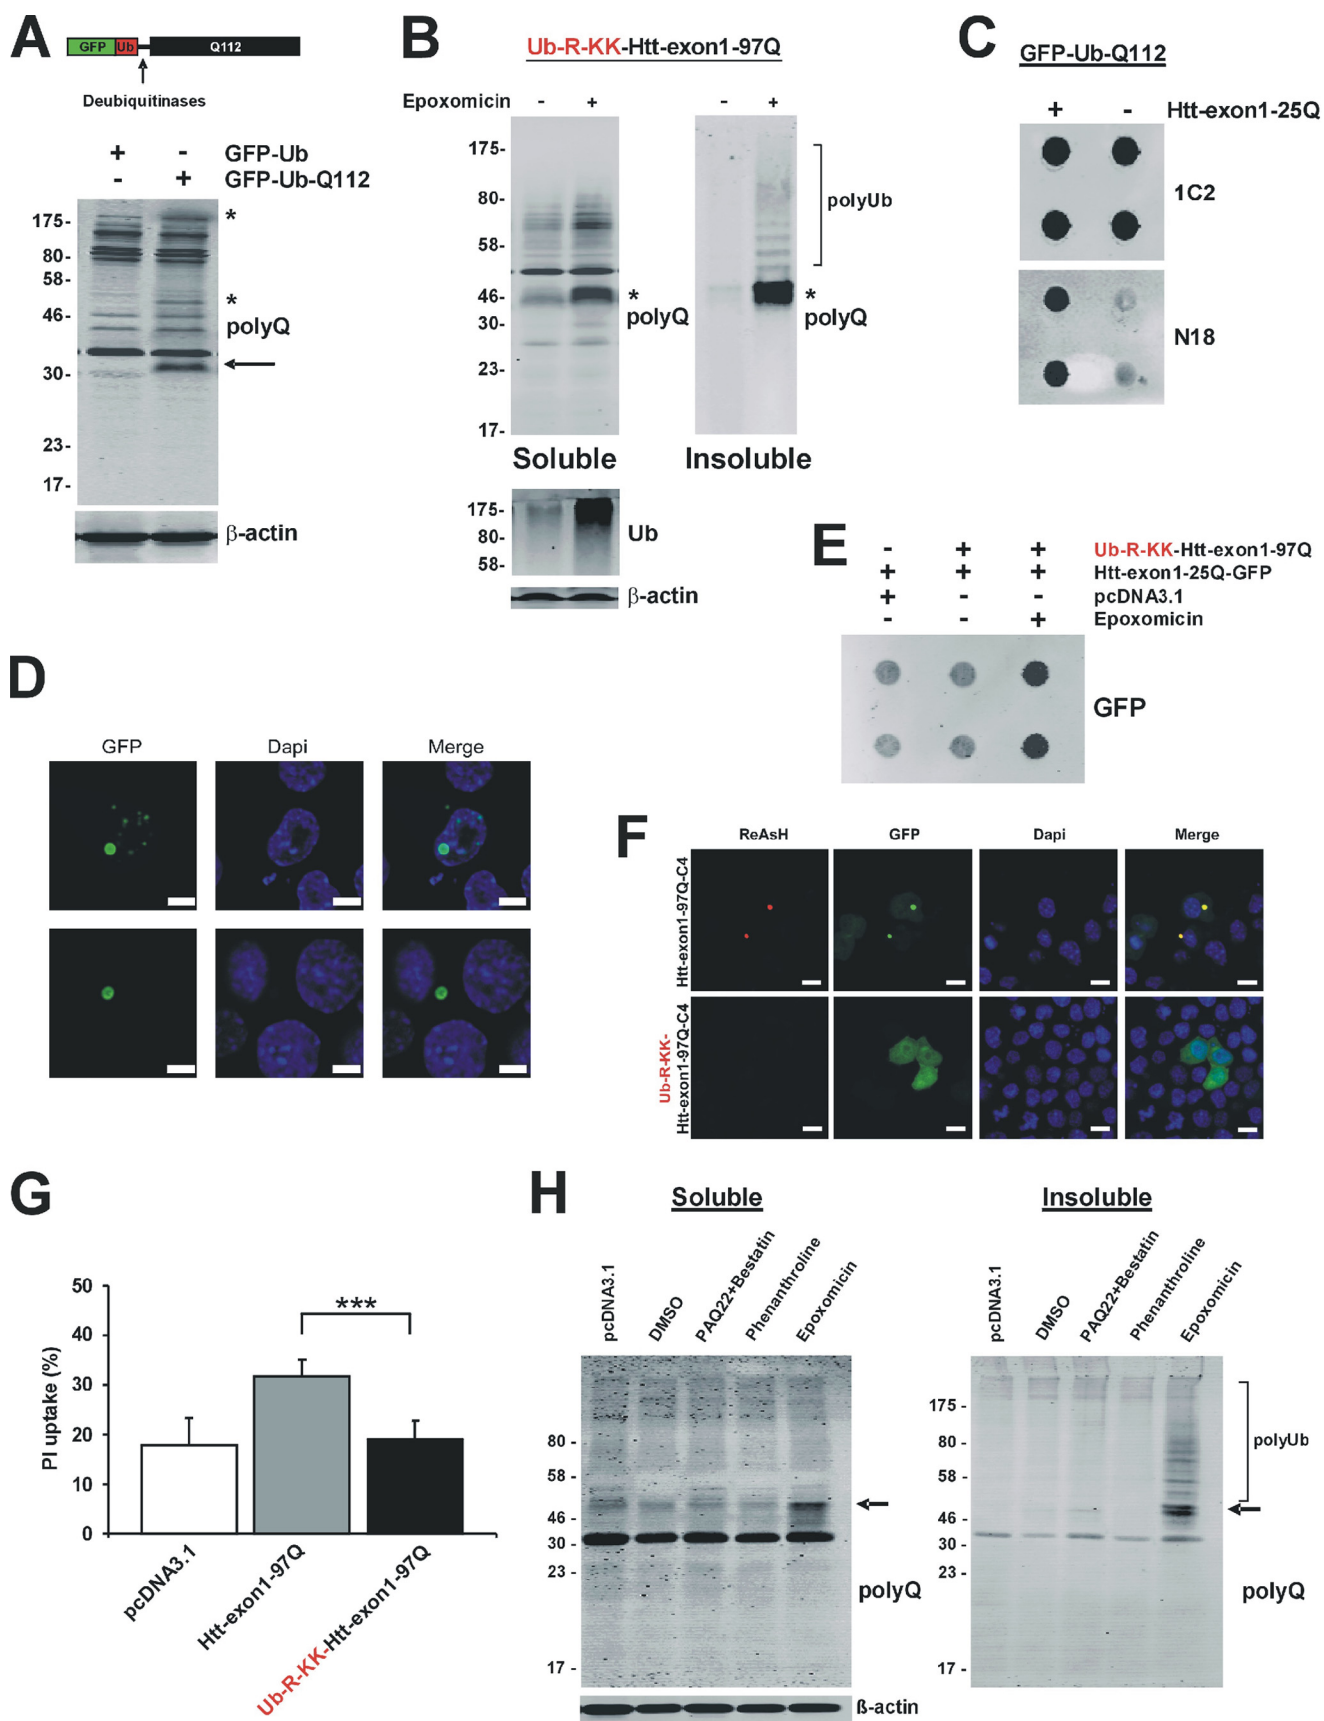 A
GFP Ub Q112
Deubiquitinases
+ - GFP-Ub
- + GFP-Ub-Q112
175- *
80-
58- *
46-
polyQ
30-
23-
17-
β-actin
B
Ub-R-KK-Htt-exon1-97Q
Epoxomicin - + - +
175-
80-
58-
46- *
polyQ
30-
23-
17-
polyUb
*
polyQ
Soluble Insoluble
175-
80- Ub
58-
β-actin
C
GFP-Ub-Q112
+ - Htt-exon1-25Q
1C2
N18
D
GFP Dapi Merge
E
- + + Ub-R-KK-Htt-exon1-97Q
+ + + Htt-exon1-25Q-GFP
+ - - pcDNA3.1
- - + Epoxomicin
GFP
F
ReAsH GFP Dapi Merge
Htt-exon1-97Q-C4
Ub-R-KK-
Htt-exon1-97Q-C4
G
PI uptake (%)
50
40
30
20
10
0
***
pcDNA3.1
Htt-exon1-97Q
Ub-R-KK-Htt-exon1-97Q
H
Soluble
pcDNA3.1
DMSO
PAQ22+Bestatin
Phenanthroline
Epoxomicin
80 -
58 -
46 -
30 -
23 -
polyQ
17 -
ß-actin
Insoluble
pcDNA3.1
DMSO
PAQ22+Bestatin
Phenanthroline
Epoxomicin
175 -
80 - polyUb
58 -
46 -
30 -
23 -
polyQ
17 -